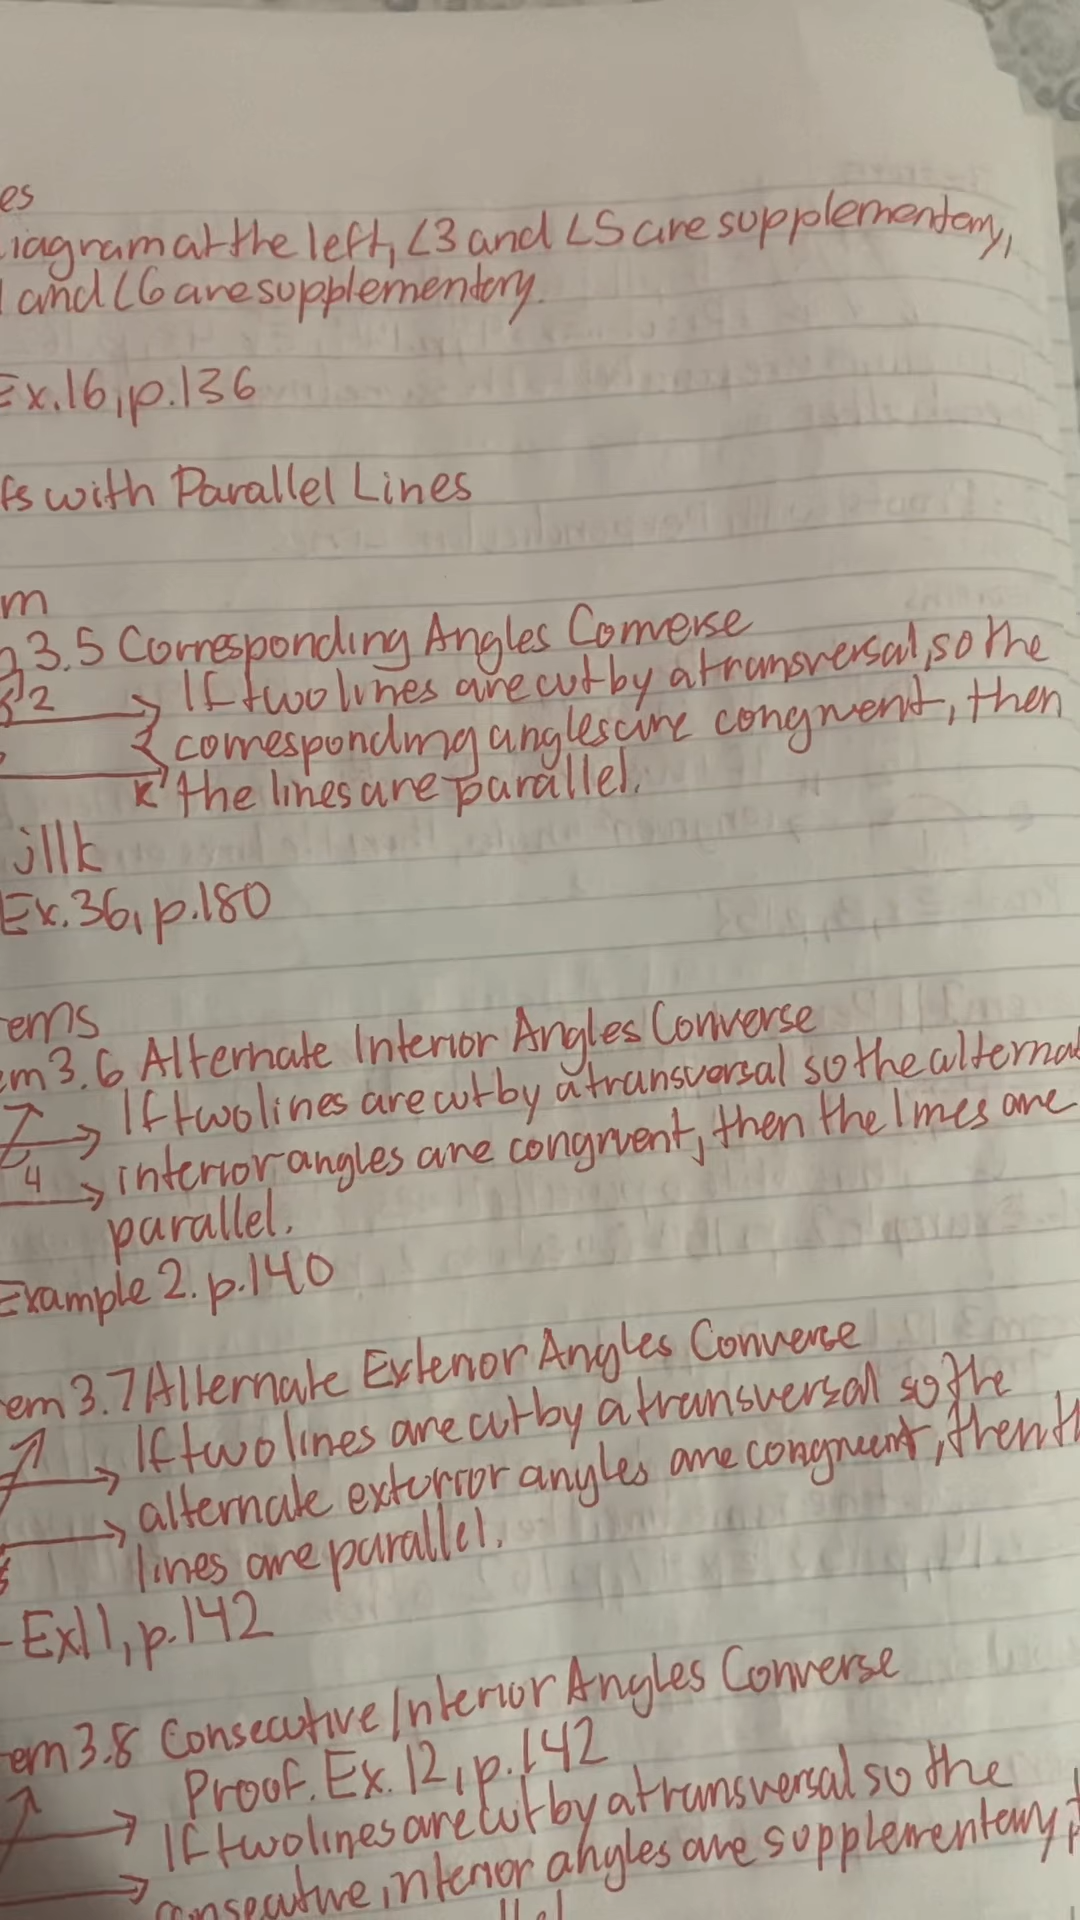 es
iagram at the left, ∠3 and ∠5 are supplementary,
and ∠6 are supplementary.
Ex.16, p.136
fs with Parallel Lines
m
3.5 Corresponding Angles Converse
2 If two lines are cut by a transversal, so the
corresponding angles are congruent, then
k the lines are parallel.
j||k
Ex.36, p.180
ems
em 3.6 Alternate Interior Angles Converse
If two lines are cut by a transversal so the alternat
4 interior angles are congruent, then the lines are
parallel.
Example 2. p.140
em 3.7 Alternate Exterior Angles Converse
If two lines are cut by a transversal so the
alternate exterior angles are congruent, then th
lines are parallel.
-Ex11, p.142
em 3.8 Consecutive Interior Angles Converse
Proof. Ex. 12, p.142
If two lines are cut by a transversal so the
consecutive interior angles are supplementary,